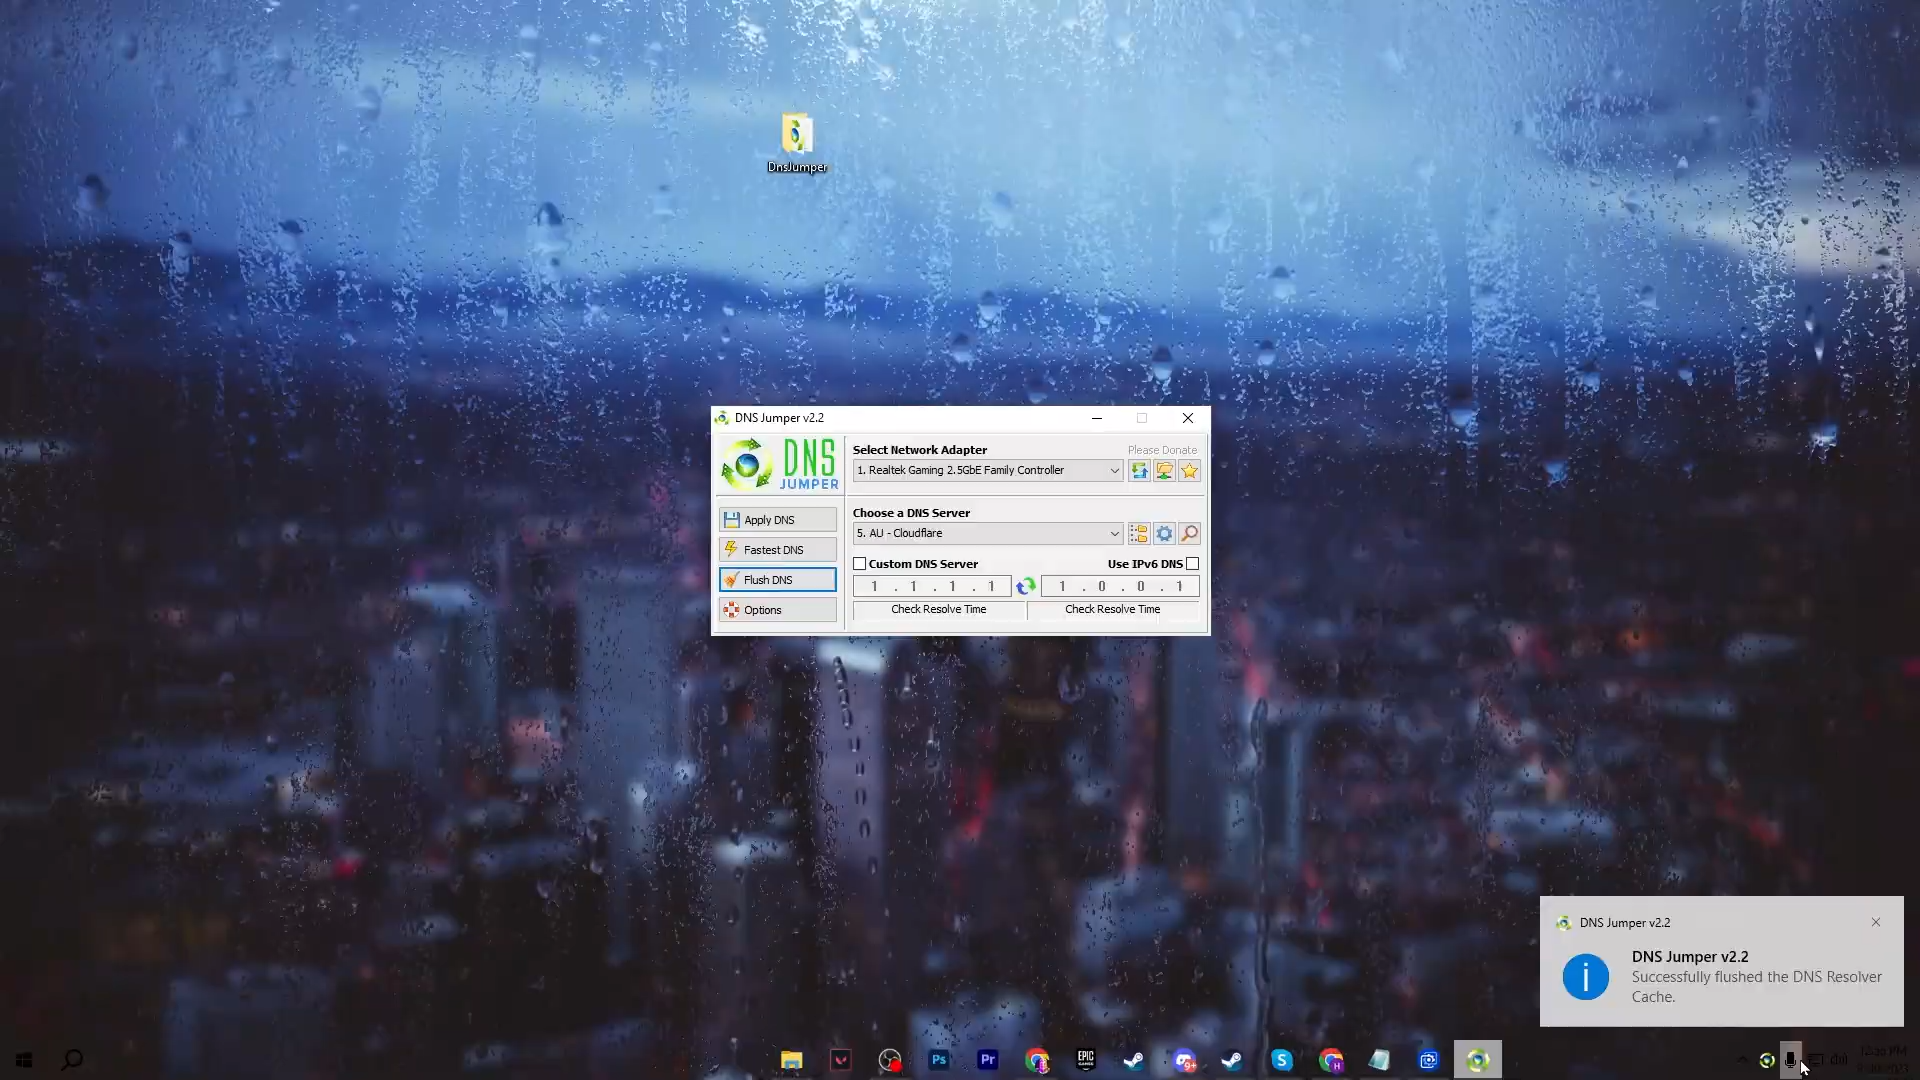 DnsJumper
DNS Jumper v2.2
DNS
JUMPER
Select Network Adapter
Please Donate
1. Realtek Gaming 2.5GbE Family Controller
Choose a DNS Server
5. AU - Cloudflare
Apply DNS
Fastest DNS
Flush DNS
Options
Custom DNS Server
Use IPv6 DNS
1 . 1 . 1 . 1
1 . 0 . 0 . 1
Check Resolve Time
Check Resolve Time
DNS Jumper v2.2
DNS Jumper v2.2
Successfully flushed the DNS Resolver
Cache.
Ps
Pr
EPIC
GAMES
9+
S
H